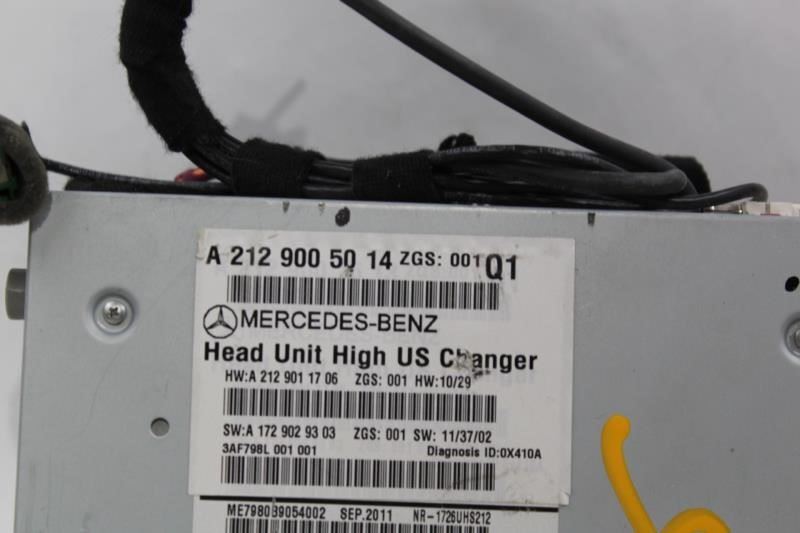 A 212 900 50 14 ZGS: 001 Q1
MERCEDES-BENZ
Head Unit High US Changer
HW:A 212 901 17 06 ZGS: 001 HW:10/29
SW:A 172 902 93 03 ZGS: 001 SW: 11/37/02
3AF798L 001 001 Diagnosis ID:0X410A
ME798089054002 SEP.2011 NR-1726UHS212